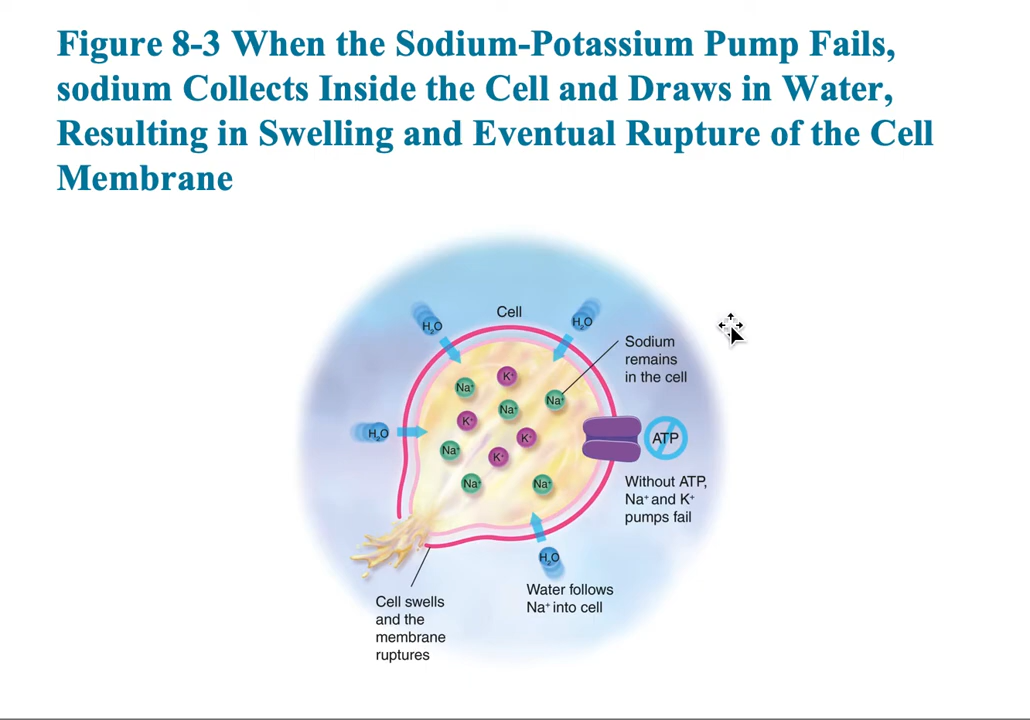 Figure 8-3 When the Sodium-Potassium Pump Fails,
sodium Collects Inside the Cell and Draws in Water,
Resulting in Swelling and Eventual Rupture of the Cell
Membrane
Cell
H₂O
H₂O
Sodium
remains
in the cell
Na⁺
K⁺
Na⁺
Na⁺
K⁺
H₂O
K⁺
ATP
Na⁺
K⁺
Na⁺
Na⁺
Without ATP,
Na⁺ and K⁺
pumps fail
H₂O
Water follows
Na⁺ into cell
Cell swells
and the
membrane
ruptures